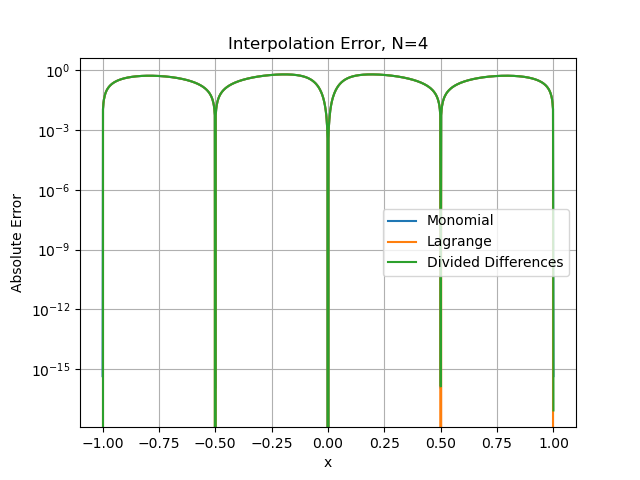 Interpolation Error, N=4
Absolute Error
10^0
10^−3
10^−6
10^−9
10^−12
10^−15
Monomial
Lagrange
Divided Differences
−1.00 −0.75 −0.50 −0.25 0.00 0.25 0.50 0.75 1.00
x